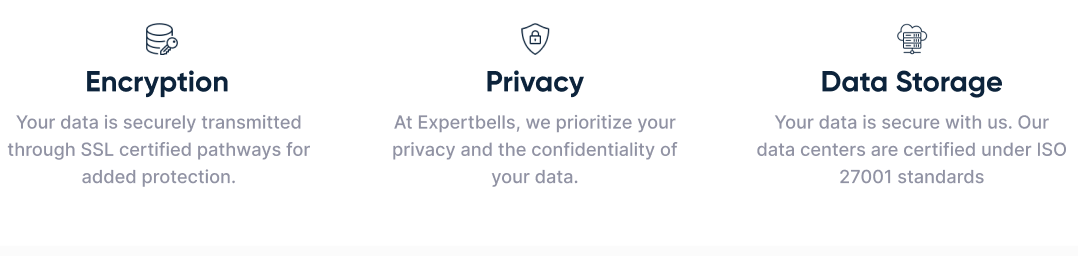 Encryption
Your data is securely transmitted
through SSL certified pathways for
added protection.
Privacy
At Expertbells, we prioritize your
privacy and the confidentiality of
your data.
Data Storage
Your data is secure with us. Our
data centers are certified under ISO
27001 standards